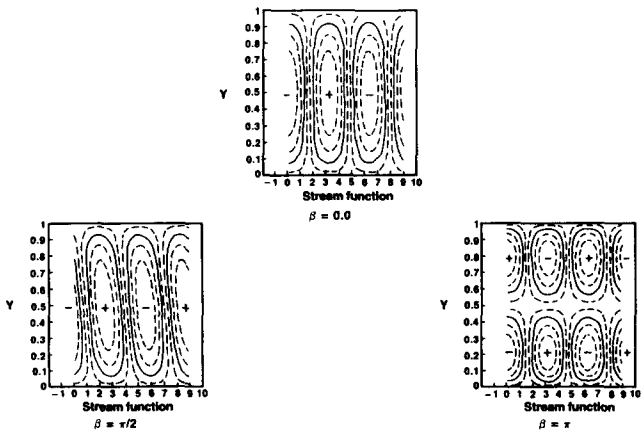 1
0.9
0.8
0.7
0.6
0.5
0.4
0.3
0.2
0.1
0
Y
- + -
-1 0 1 2 3 4 5 6 7 8 9 10
Stream function
β = 0.0
1
0.9
0.8
0.7
0.6
0.5
0.4
0.3
0.2
0.1
0
Y
- + - +
-1 0 1 2 3 4 5 6 7 8 9 10
Stream function
β = π/2
1
0.9
0.8
0.7
0.6
0.5
0.4
0.3
0.2
0.1
0
Y
+ - + -
- + - +
-1 0 1 2 3 4 5 6 7 8 9 10
Stream function
β = π